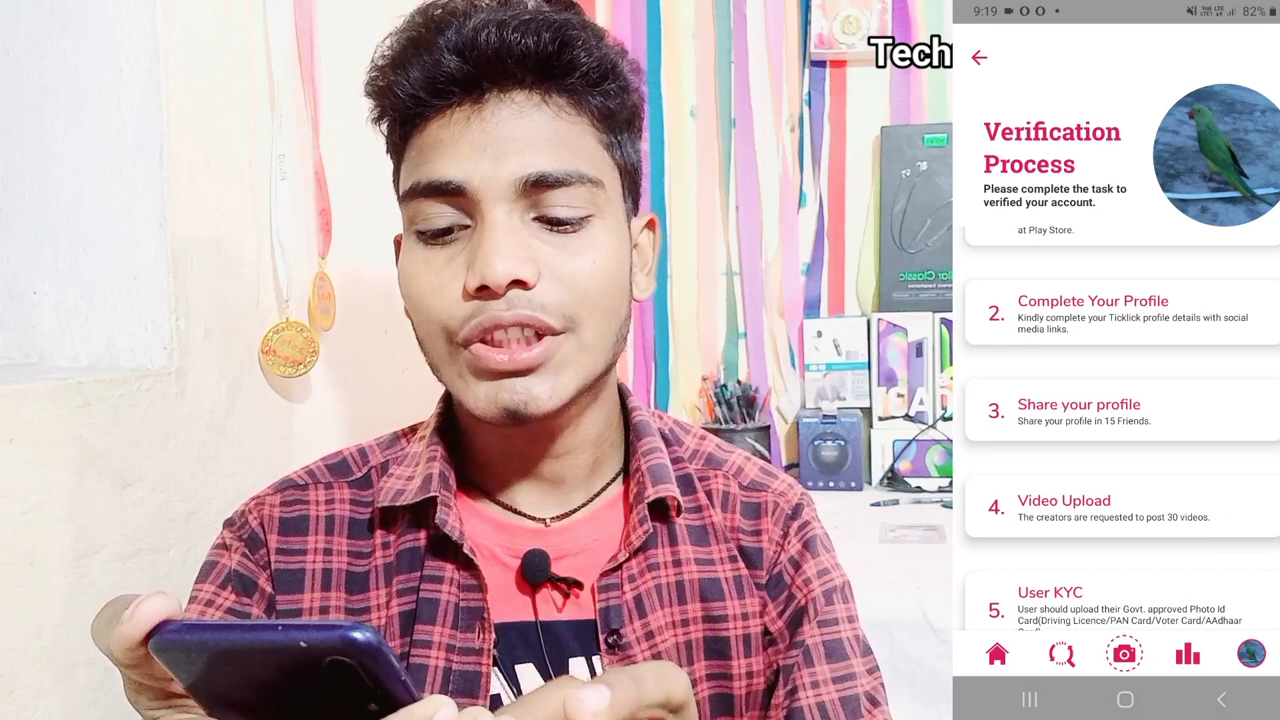 Tech
9:19
82%
Verification
Process
Please complete the task to
verified your account.
at Play Store.
2.
Complete Your Profile
Kindly complete your Ticklick profile details with social
media links.
3.
Share your profile
Share your profile in 15 Friends.
4.
Video Upload
The creators are requested to post 30 videos.
5.
User KYC
User should upload their Govt. approved Photo Id
Card(Driving Licence/PAN Card/Voter Card/AAdhaar